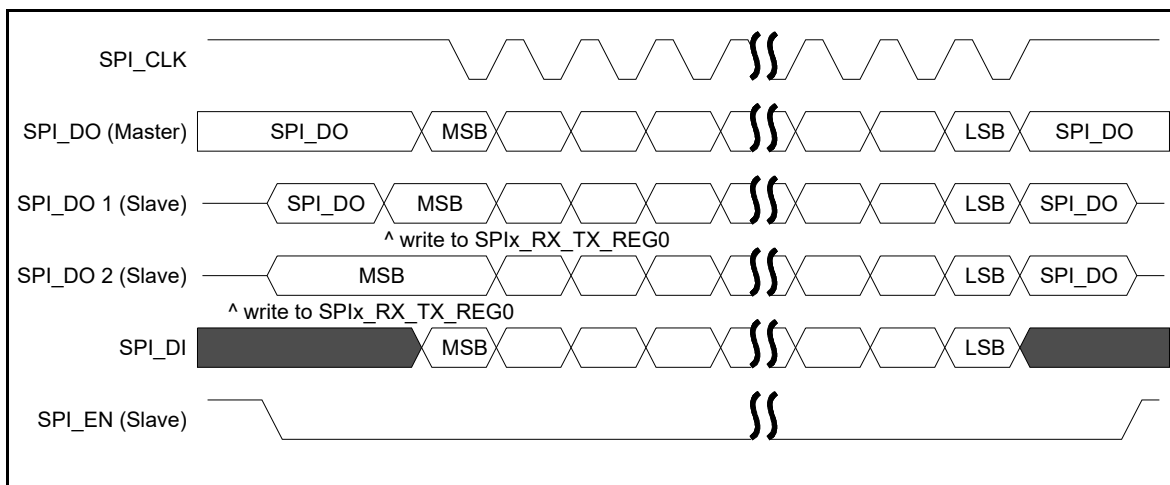 SPI_CLK
SPI_DO (Master) SPI_DO MSB LSB SPI_DO
SPI_DO 1 (Slave) SPI_DO MSB LSB SPI_DO
^ write to SPIx_RX_TX_REG0
SPI_DO 2 (Slave) MSB LSB SPI_DO
^ write to SPIx_RX_TX_REG0
SPI_DI MSB LSB
SPI_EN (Slave)